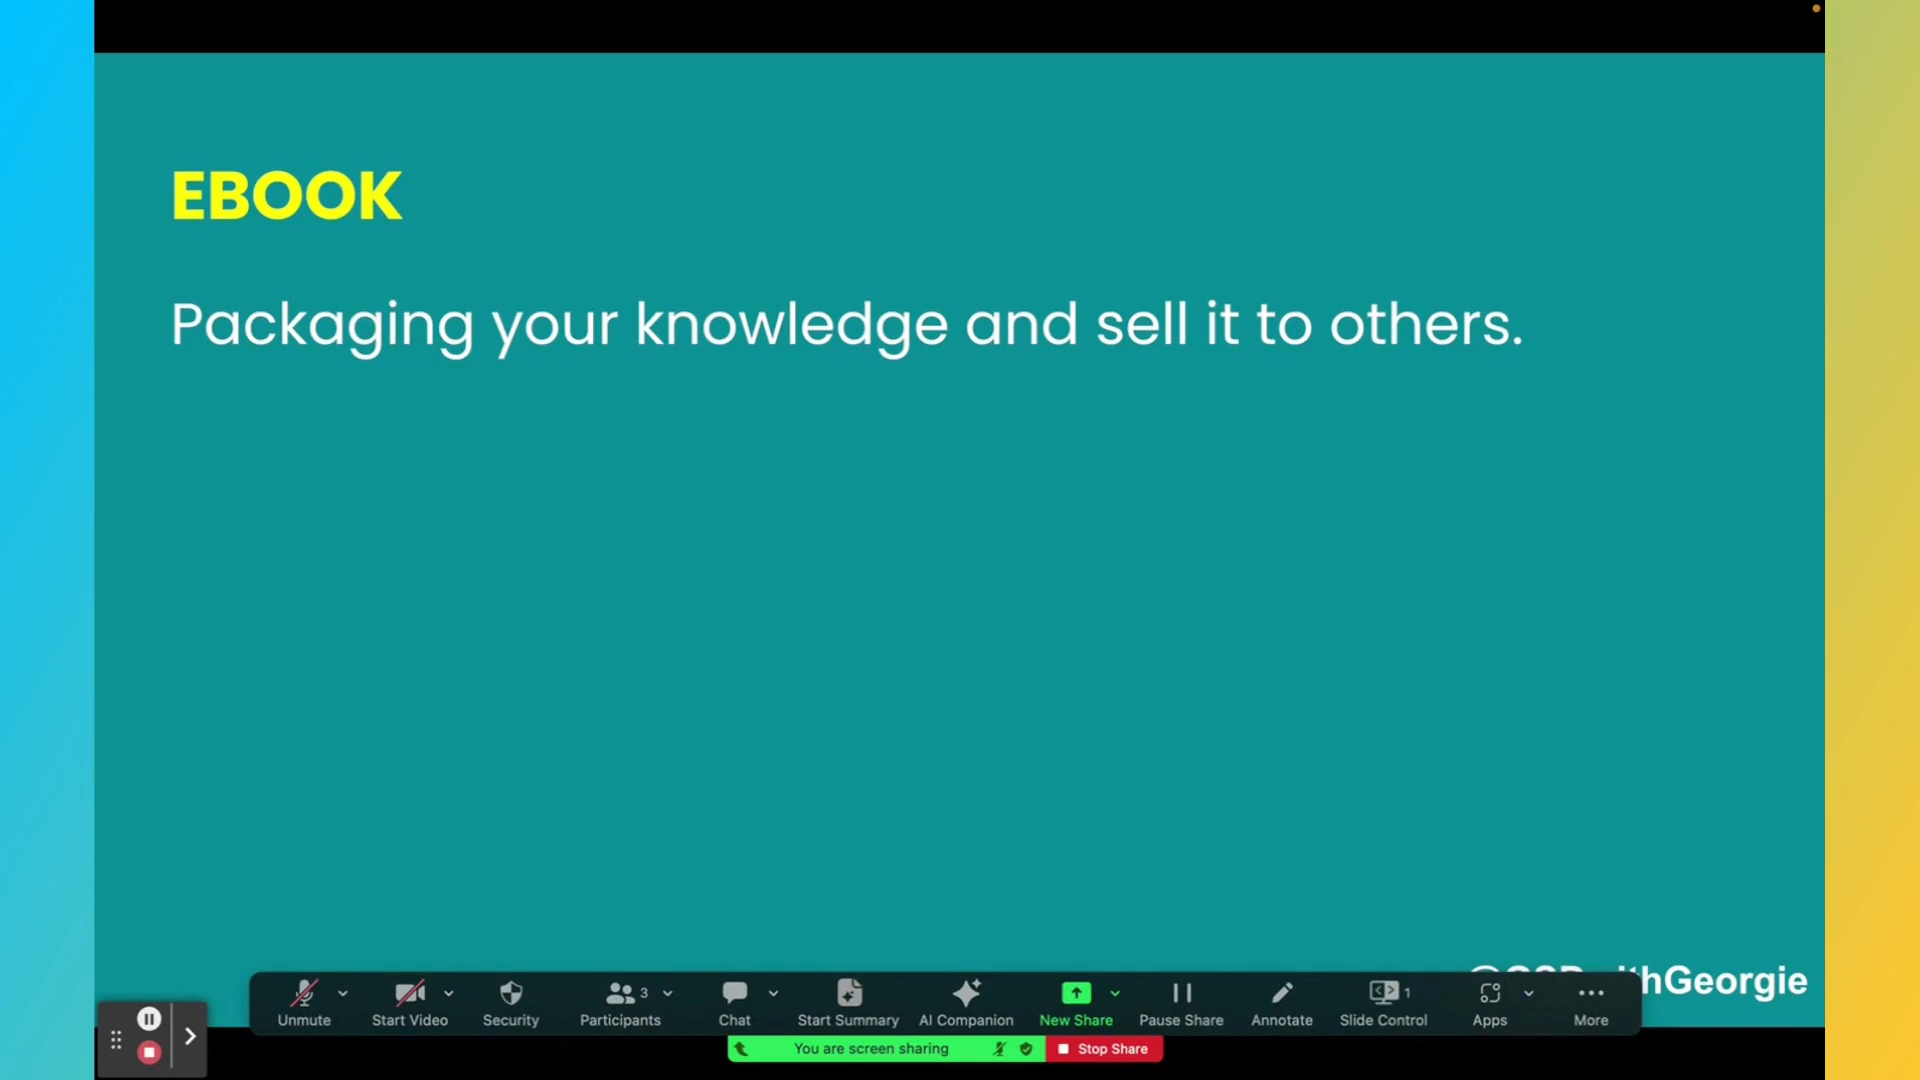 EBOOK
Packaging your knowledge and sell it to others.
3
1
Unmute
Start Video
Security
Participants
Chat
Start Summary
AI Companion
New Share
Pause Share
Annotate
Slide Control
Apps
More
You are screen sharing
Stop Share